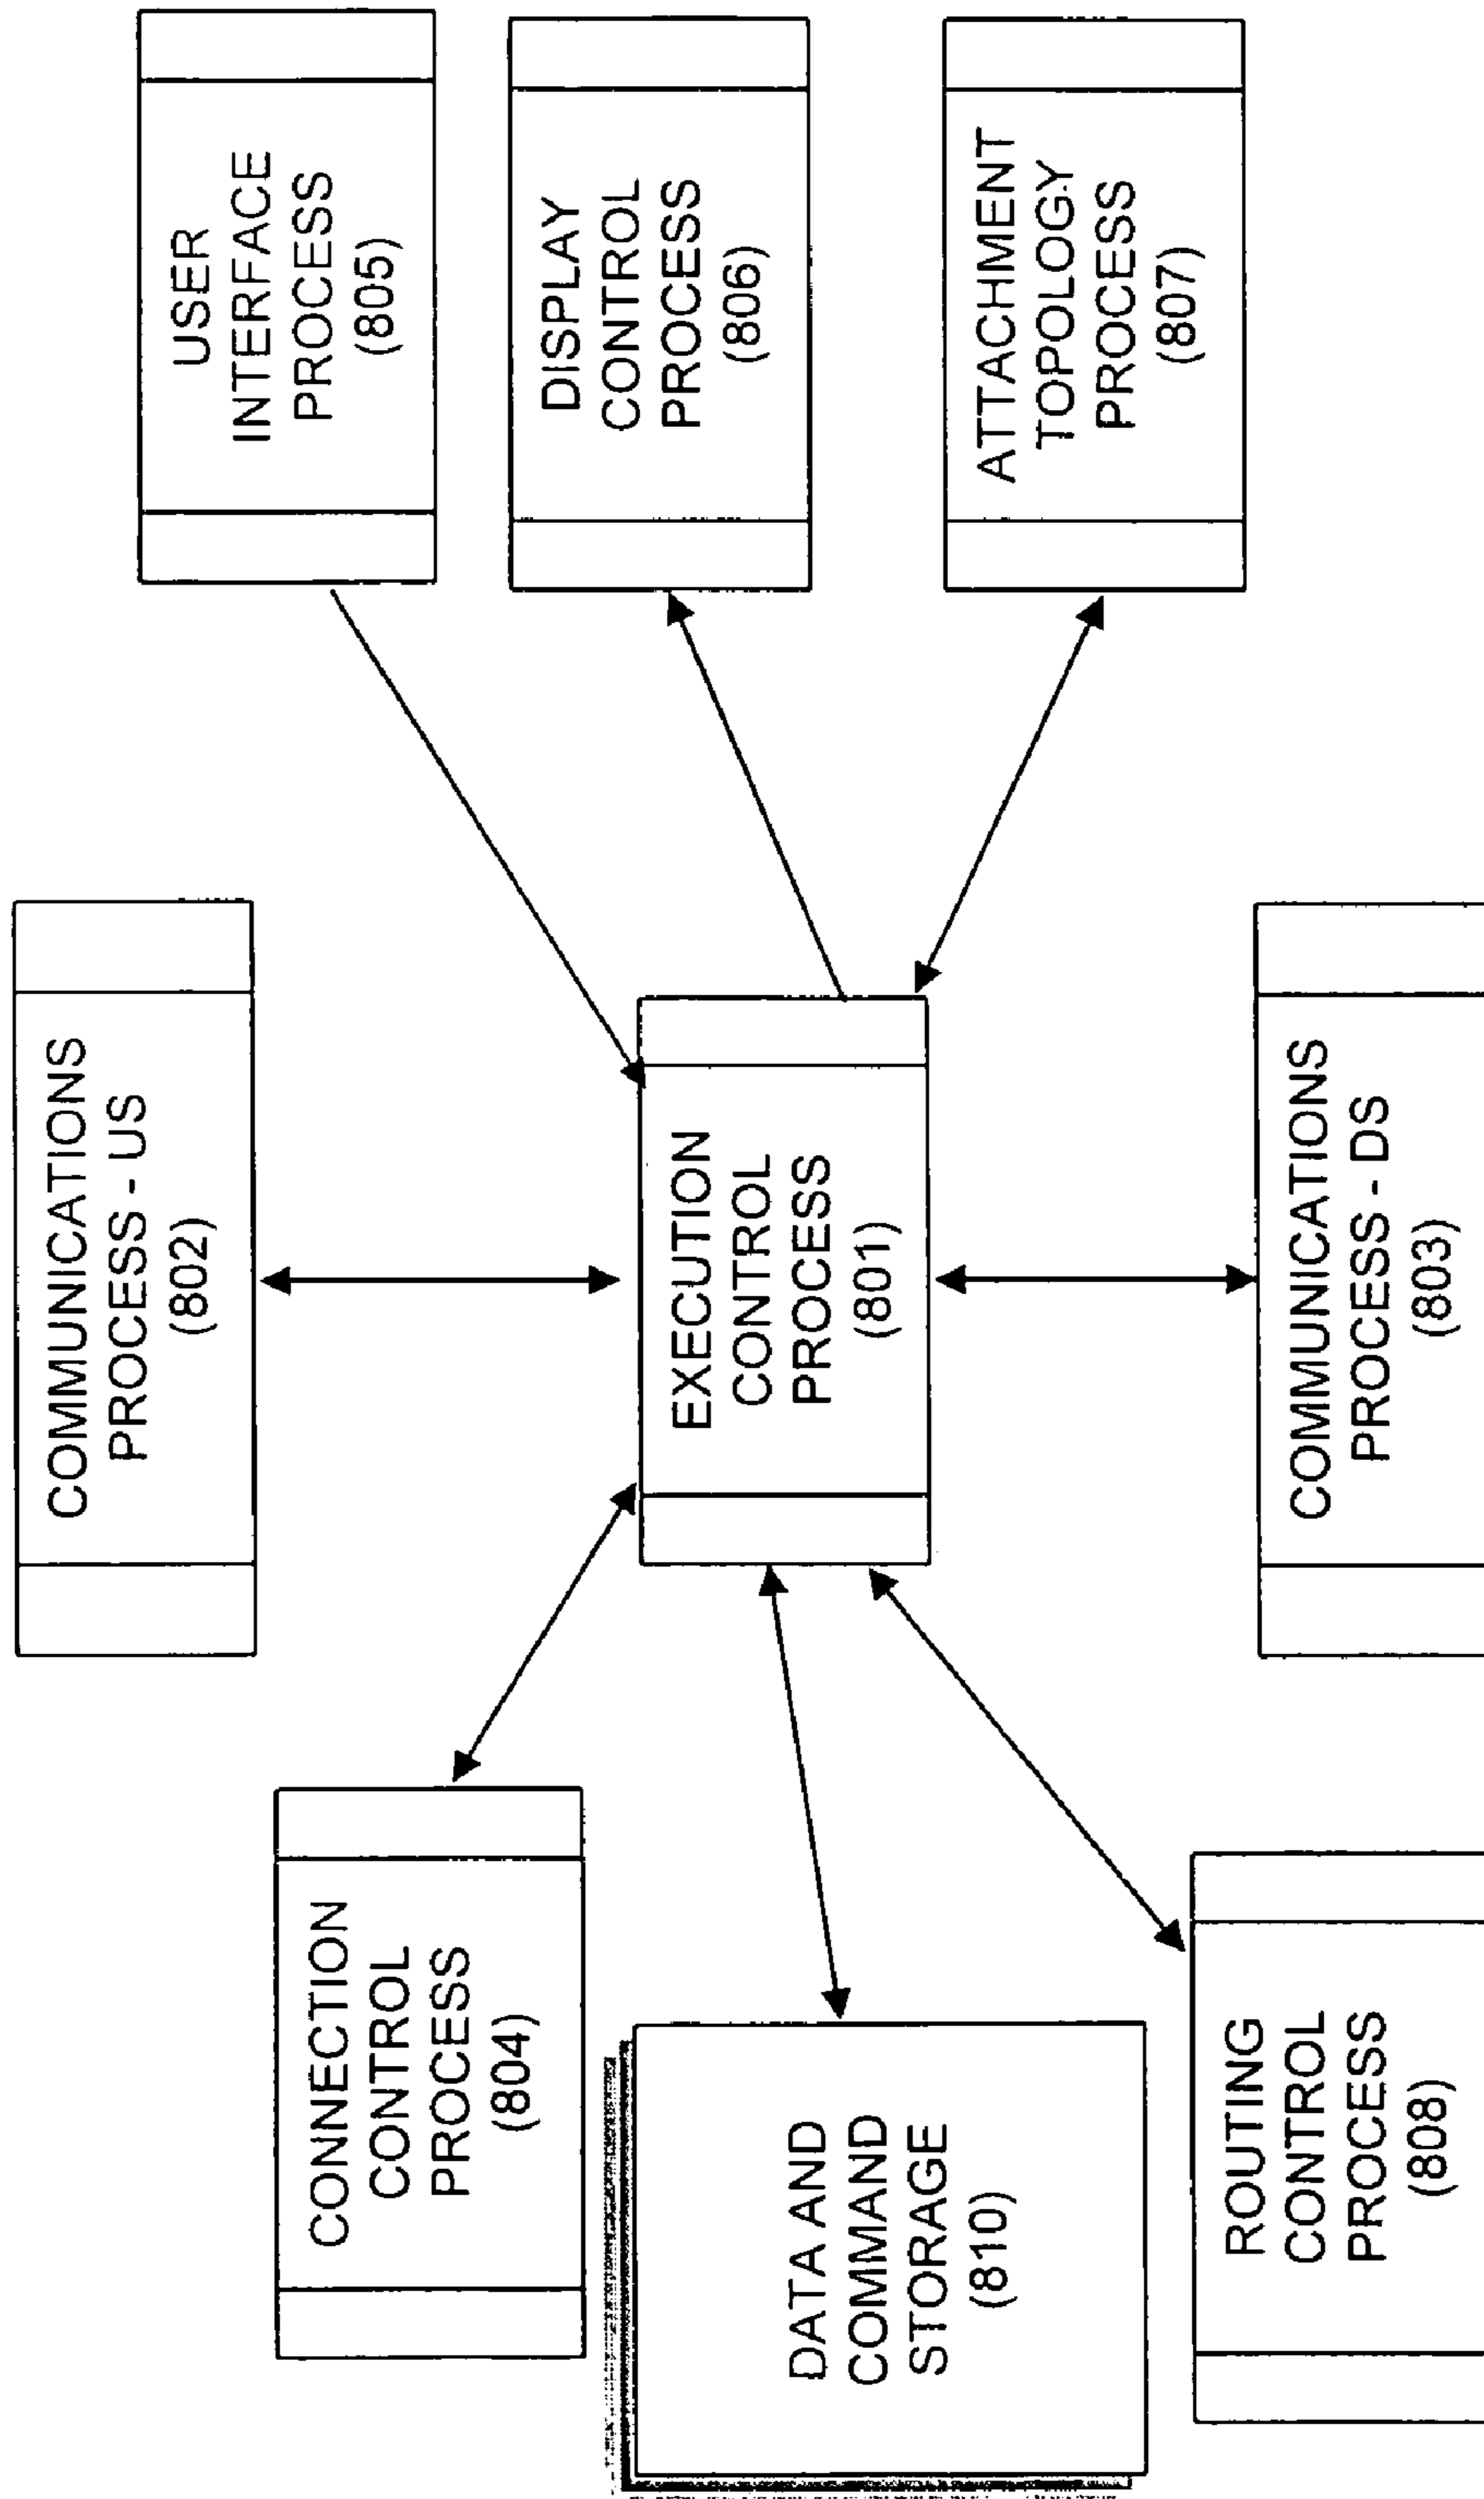 COMMUNICATIONS
PROCESS - US
(802)
CONNECTION
CONTROL
PROCESS
(804)
USER
INTERFACE
PROCESS
(805)
DATA AND
COMMAND
STORAGE
(810)
EXECUTION
CONTROL
PROCESS
(801)
DISPLAY
CONTROL
PROCESS
(806)
ATTACHMENT
TOPOLOGY
PROCESS
(807)
ROUTING
CONTROL
PROCESS
(808)
COMMUNICATIONS
PROCESS - DS
(803)